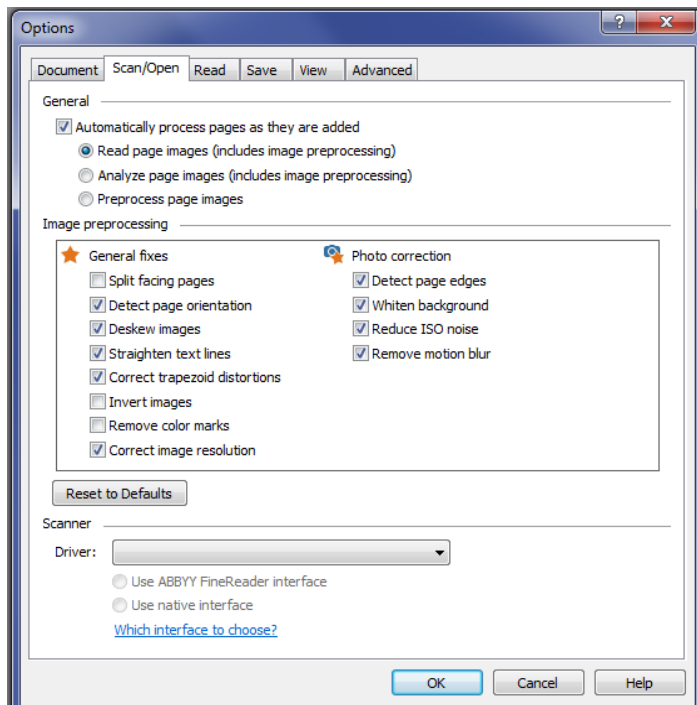 Options
Document Scan/Open Read Save View Advanced
General
Automatically process pages as they are added
Read page images (includes image preprocessing)
Analyze page images (includes image preprocessing)
Preprocess page images
Image preprocessing
General fixes
Split facing pages
Detect page orientation
Deskew images
Straighten text lines
Correct trapezoid distortions
Invert images
Remove color marks
Correct image resolution
Photo correction
Detect page edges
Whiten background
Reduce ISO noise
Remove motion blur
Reset to Defaults
Scanner
Driver:
Use ABBYY FineReader interface
Use native interface
Which interface to choose?
OK Cancel Help